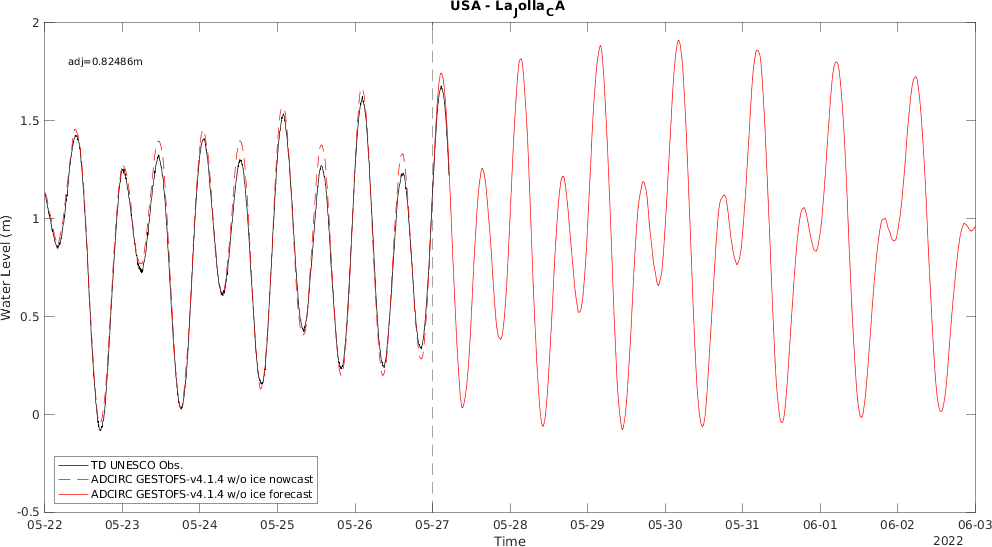 USA - LaJollaCA
adj=0.82486m
2
1.5
1
0.5
0
-0.5
Water Level (m)
TD UNESCO Obs.
ADCIRC GESTOFS-v4.1.4 w/o ice nowcast
ADCIRC GESTOFS-v4.1.4 w/o ice forecast
05-22 05-23 05-24 05-25 05-26 05-27 05-28 05-29 05-30 05-31 06-01 06-02 06-03
Time
2022